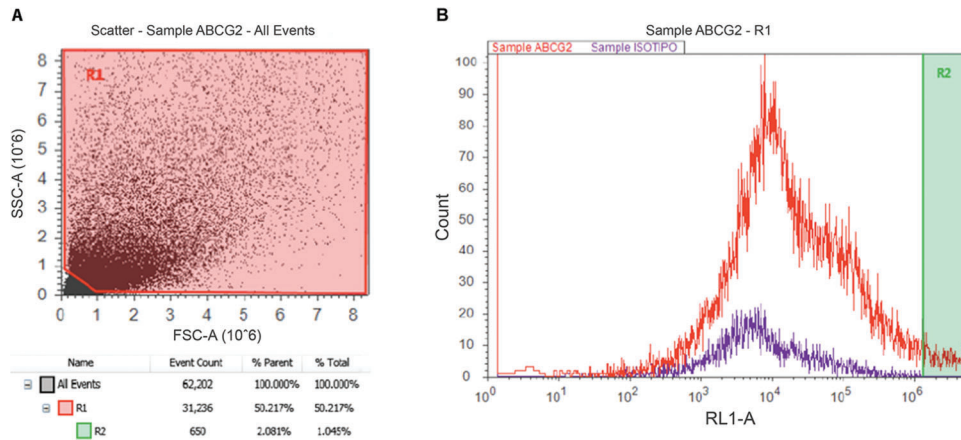 A
Scatter - Sample ABCG2 - All Events
R1
SSC-A (10^6)
8
7
6
5
4
3
2
1
0
0 1 2 3 4 5 6 7 8
FSC-A (10^6)
Name Event Count % Parent % Total
All Events 62,202 100.000% 100.000%
R1 31,236 50.217% 50.217%
R2 650 2.081% 1.045%
B
Sample ABCG2 - R1
Sample ABCG2 Sample ISOTIPO
R2
Count
100
90
80
70
60
50
40
30
20
10
0
10^0 10^1 10^2 10^3 10^4 10^5 10^6
RL1-A